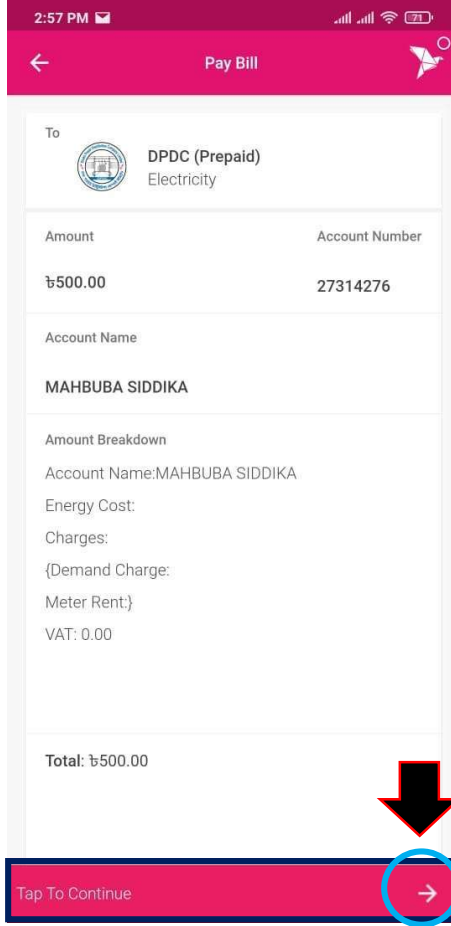 2:57 PM
71
Pay Bill
To
DPDC (Prepaid)
Electricity
Amount
Account Number
৳500.00
27314276
Account Name
MAHBUBA SIDDIKA
Amount Breakdown
Account Name:MAHBUBA SIDDIKA
Energy Cost:
Charges:
{Demand Charge:
Meter Rent:}
VAT: 0.00
Total: ৳500.00
Tap To Continue